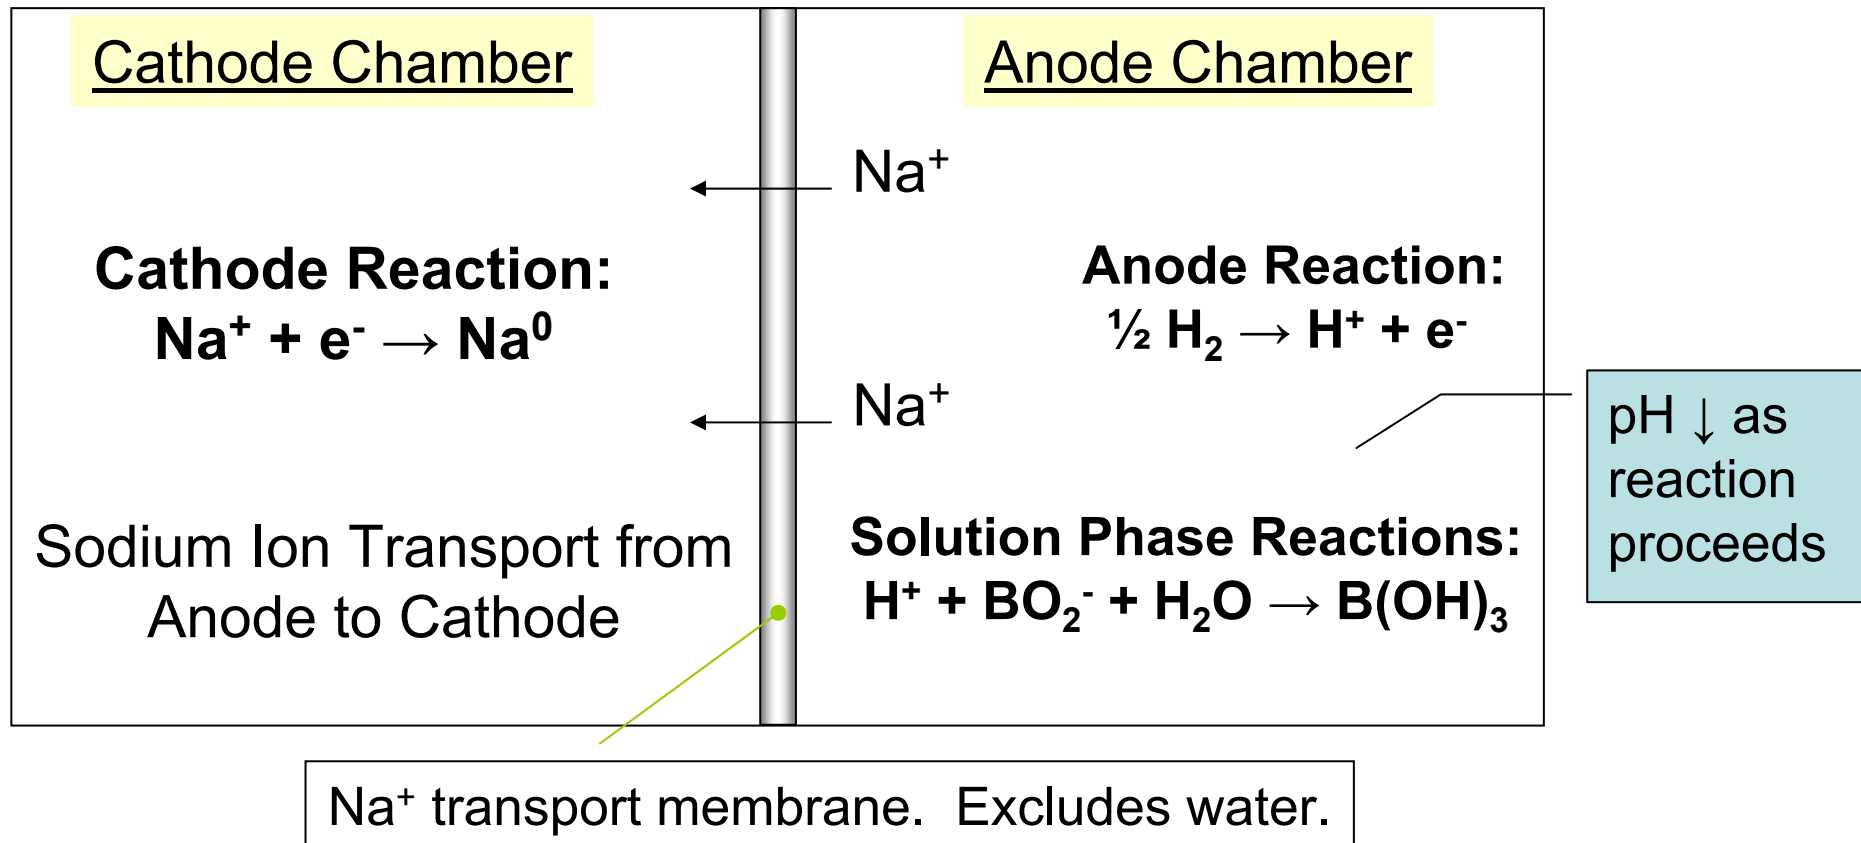 Cathode Chamber
Anode Chamber
Na⁺
Cathode Reaction:
Na⁺ + e⁻ → Na⁰
Anode Reaction:
½ H₂ → H⁺ + e⁻
Na⁺
pH ↓ as
reaction
proceeds
Sodium Ion Transport from
Anode to Cathode
Solution Phase Reactions:
H⁺ + BO₂⁻ + H₂O → B(OH)₃
Na⁺ transport membrane. Excludes water.